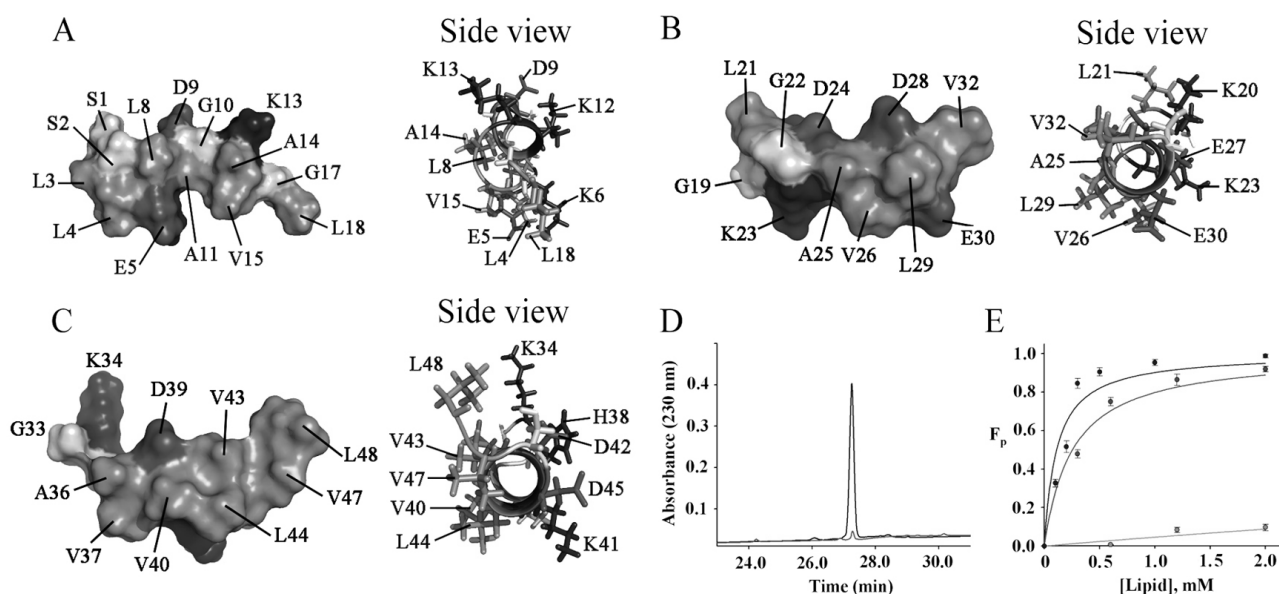 A
Side view
S1
S2
L3
L4
E5
L8
D9
G10
K13
A14
G17
L18
A11
V15
K13
D9
K12
A14
L8
V15
K6
E5
L4
L18
B
Side view
L21
G22
D24
D28
V32
G19
K23
A25
V26
L29
E30
L21
K20
V32
A25
E27
K23
L29
V26
E30
C
Side view
K34
D39
V43
G33
L48
A36
V47
V37
V40
L44
L48
K34
H38
V43
D42
V47
D45
V40
L44
K41
D
Absorbance (230 nm)
0.4
0.3
0.2
0.1
24.0 26.0 28.0 30.0
Time (min)
E
Fp
1.0
0.8
0.6
0.4
0.2
0.0
0 0.5 1.0 1.5 2.0
[Lipid], mM